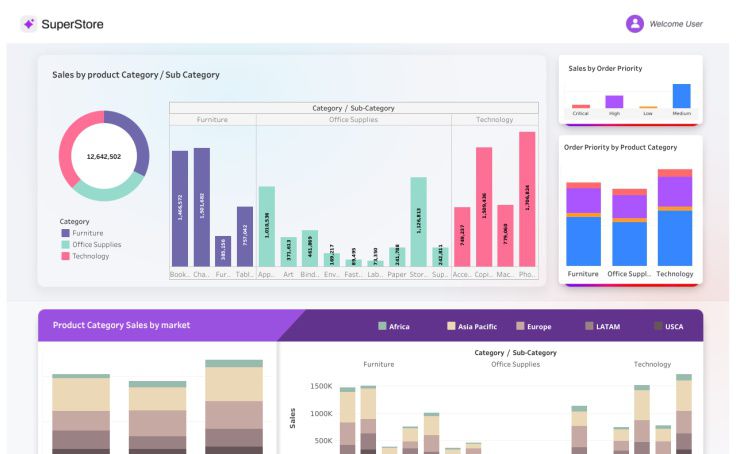 SuperStore
Welcome User
Sales by product Category / Sub Category
Category / Sub-Category
Furniture
Office Supplies
Technology
12,642,502
1,466,572
1,501,682
385,156
757,042
1,016,538
371,613
461,869
169,217
89,495
73,350
241,788
1,126,813
242,811
749,257
1,509,436
779,060
1,706,824
Book.. Cha.. Fur.. Tabl.. App.. Art Bind.. Env.. Fast.. Lab.. Paper Stor.. Sup.. Acce.. Copi.. Mac.. Pho..
Category
Furniture
Office Supplies
Technology
Sales by Order Priority
Critical High Low Medium
Order Priority by Product Category
Furniture Office Suppl.. Technology
Product Category Sales by market
Africa Asia Pacific Europe LATAM USCA
Category / Sub-Category
Furniture Office Supplies Technology
1500K
1000K
500K
Sales